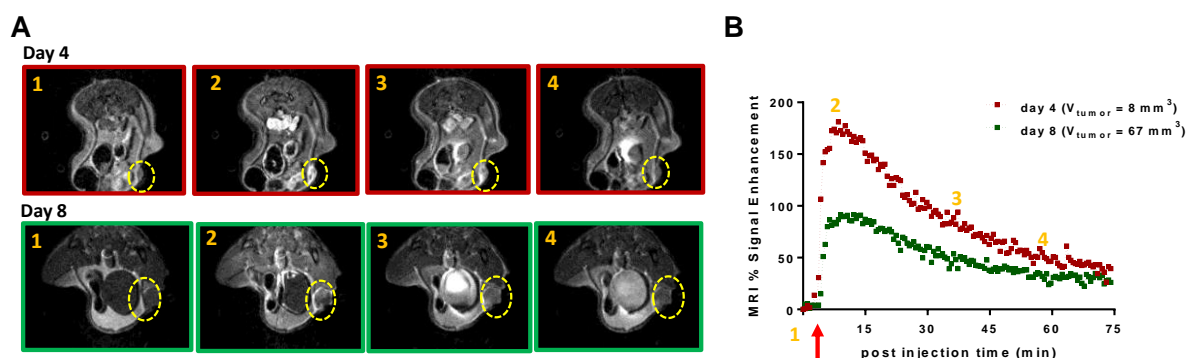 A
Day 4
1 2 3 4
Day 8
1 2 3 4
B
MRI % Signal Enhancement
200
150
100
50
0
2
3
4
1
day 4 (Vtumor = 8 mm³)
day 8 (Vtumor = 67 mm³)
15 30 45 60 75
post injection time (min)